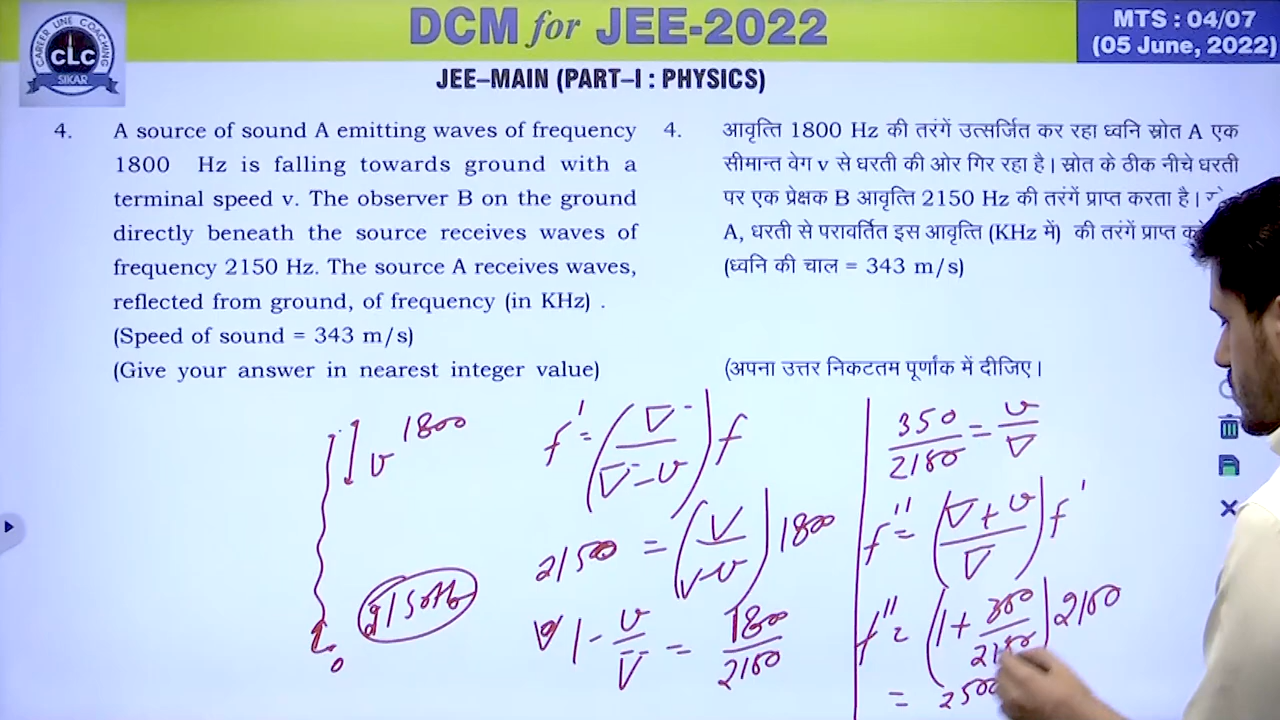 CAREER LINE COACHING
CLC
SIKAR
DCM for JEE-2022
MTS : 04/07
(05 June, 2022)
JEE–MAIN (PART–I : PHYSICS)
4. A source of sound A emitting waves of frequency
1800 Hz is falling towards ground with a
terminal speed v. The observer B on the ground
directly beneath the source receives waves of
frequency 2150 Hz. The source A receives waves,
reflected from ground, of frequency (in KHz) .
(Speed of sound = 343 m/s)
(Give your answer in nearest integer value)
4. आवृत्ति 1800 Hz की तरंगें उत्सर्जित कर रहा ध्वनि स्रोत A एक
सीमान्त वेग v से धरती की ओर गिर रहा है। स्रोत के ठीक नीचे धरती
पर एक प्रेक्षक B आवृत्ति 2150 Hz की तरंगें प्राप्त करता है।
A, धरती से परावर्तित इस आवृत्ति (KHz में) की तरंगें प्राप्त
(ध्वनि की चाल = 343 m/s)
(अपना उत्तर निकटतम पूर्णांक में दीजिए।
v 1800
f' = (V / V - v) f
2150 = (V / V - v) 1800
1 - v / V = 1800 / 2150
350 / 2150 = v / V
f'' = (V + v / V) f'
f'' = (1 + 350 / 2150) 2150
= 2500